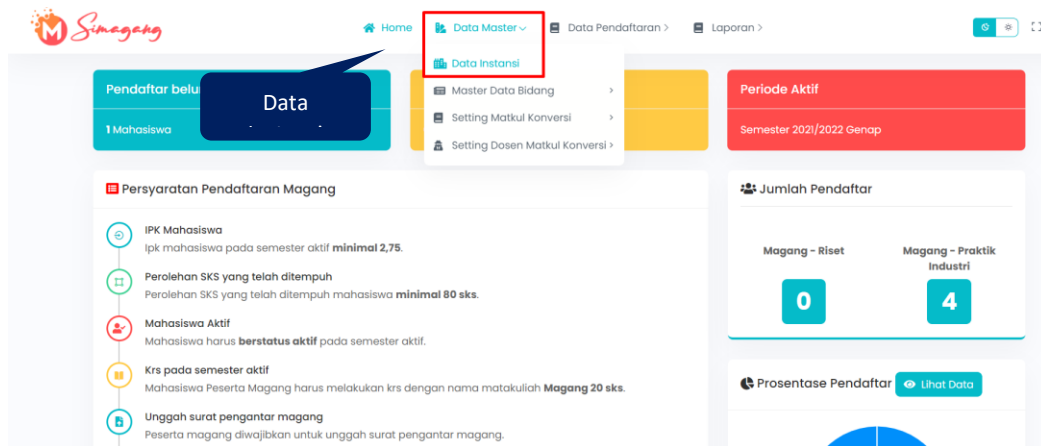 Simagang
Home
Data Master
Data Pendaftaran >
Laporan >
Data Instansi
Master Data Bidang >
Setting Matkul Konversi >
Setting Dosen Matkul Konversi >
Data
Pendaftar
1 Mahasiswa
Periode Aktif
Semester 2021/2022 Genap
Persyaratan Pendaftaran Magang
IPK Mahasiswa
Ipk mahasiswa pada semester aktif minimal 2,75.
Perolehan SKS yang telah ditempuh
Perolehan SKS yang telah ditempuh mahasiswa minimal 80 sks.
Mahasiswa Aktif
Mahasiswa harus berstatus aktif pada semester aktif.
Krs pada semester aktif
Mahasiswa Peserta Magang harus melakukan krs dengan nama matakuliah Magang 20 sks.
Unggah surat pengantar magang
Peserta magang diwajibkan untuk unggah surat pengantar magang.
Jumlah Pendaftar
Magang - Riset
0
Magang - Praktik
Industri
4
Prosentase Pendaftar
Lihat Data